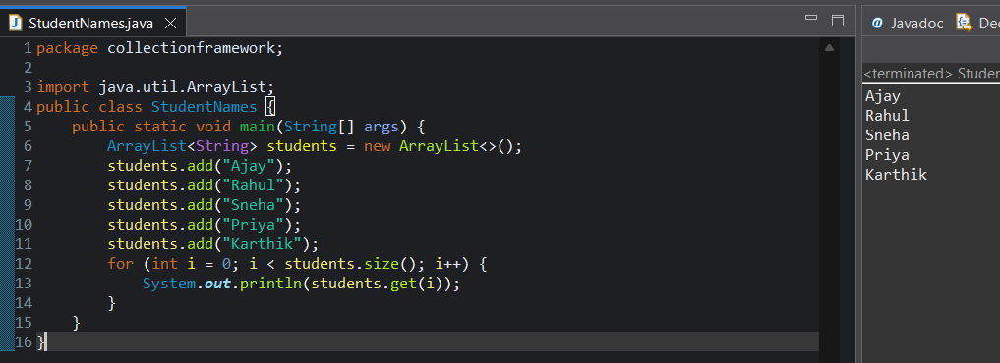 StudentNames.java
1 package collectionframework;
2
3 import java.util.ArrayList;
4 public class StudentNames {
5     public static void main(String[] args) {
6         ArrayList<String> students = new ArrayList<>();
7         students.add("Ajay");
8         students.add("Rahul");
9         students.add("Sneha");
10         students.add("Priya");
11         students.add("Karthik");
12         for (int i = 0; i < students.size(); i++) {
13             System.out.println(students.get(i));
14         }
15     }
16 }
@ Javadoc
<terminated>
Ajay
Rahul
Sneha
Priya
Karthik